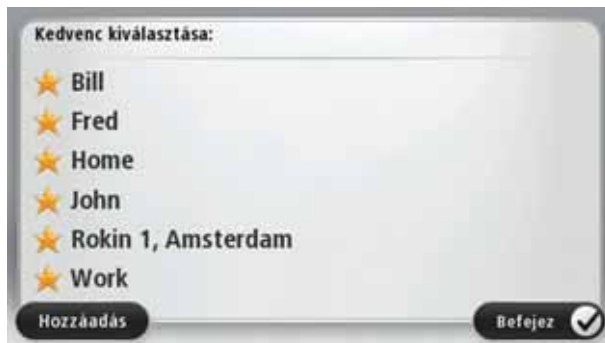 Kedvenc kiválasztása:
Bill
Fred
Home
John
Rokin 1, Amsterdam
Work
Hozzáadás
Befejez